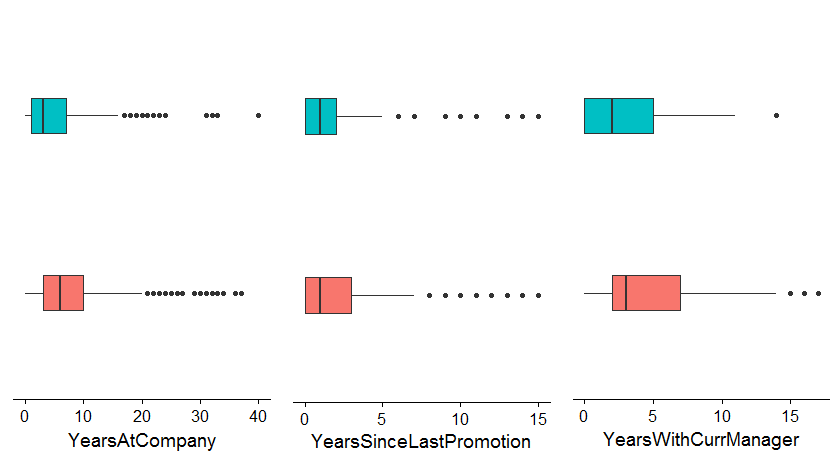 0 10 20 30 40
YearsAtCompany
0 5 10 15
YearsSinceLastPromotion
0 5 10 15
YearsWithCurrManager